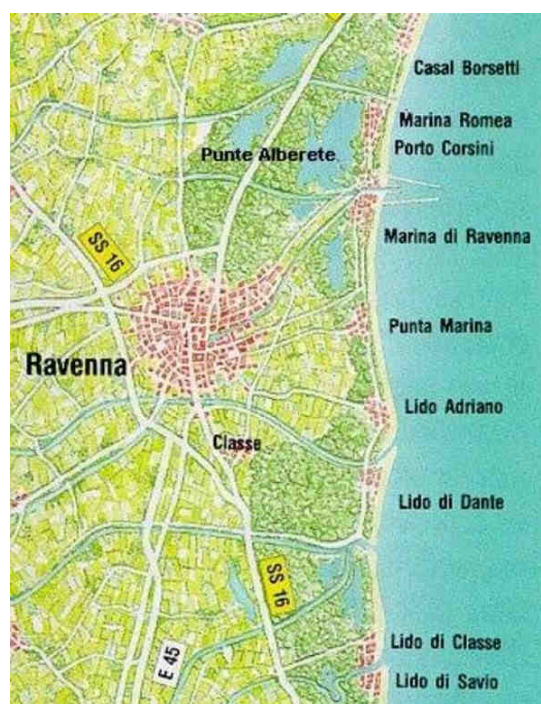 Casal Borsetti
Marina Romea
Porto Corsini
Punte Alberete
Marina di Ravenna
SS 16
Punta Marina
Ravenna
Lido Adriano
Classe
Lido di Dante
SS 16
Lido di Classe
E 45
Lido di Savio